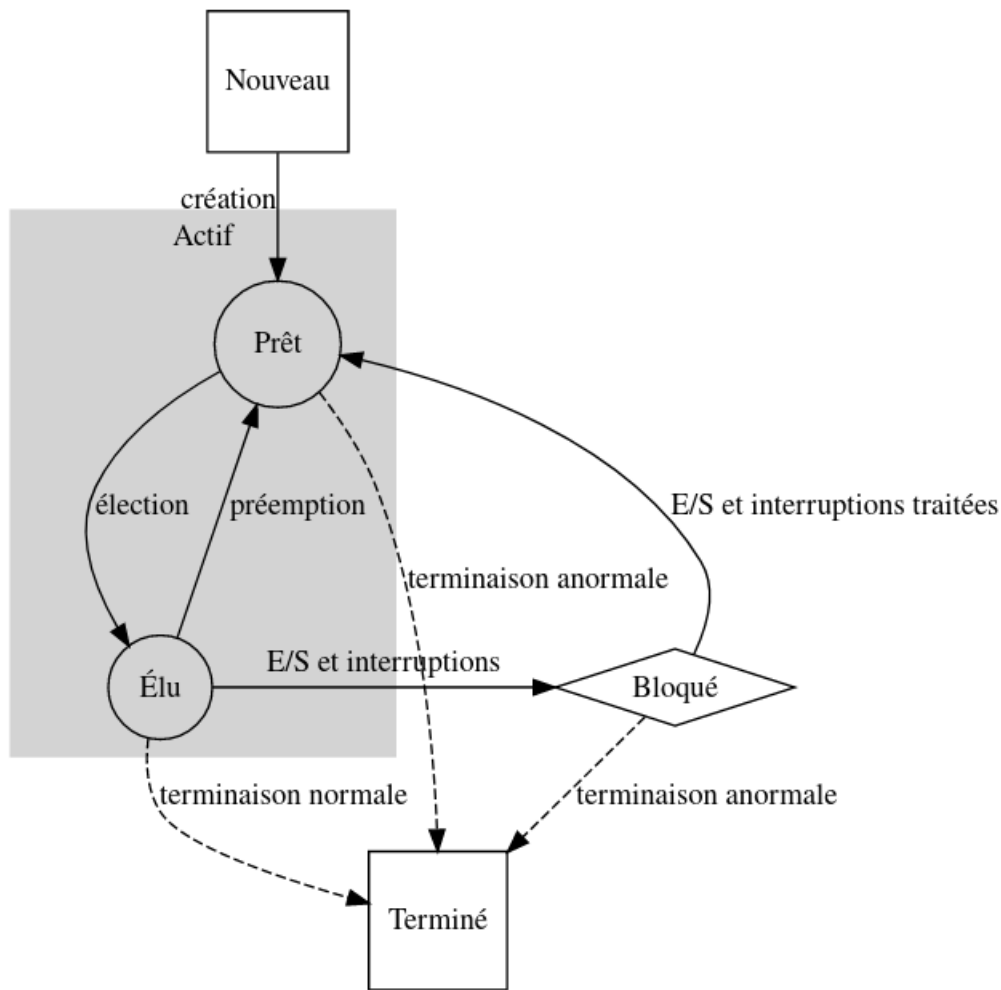 Nouveau
création
Actif
Prêt
élection
préemption
E/S et interruptions traitées
terminaison anormale
E/S et interruptions
Élu
Bloqué
terminaison normale
terminaison anormale
Terminé